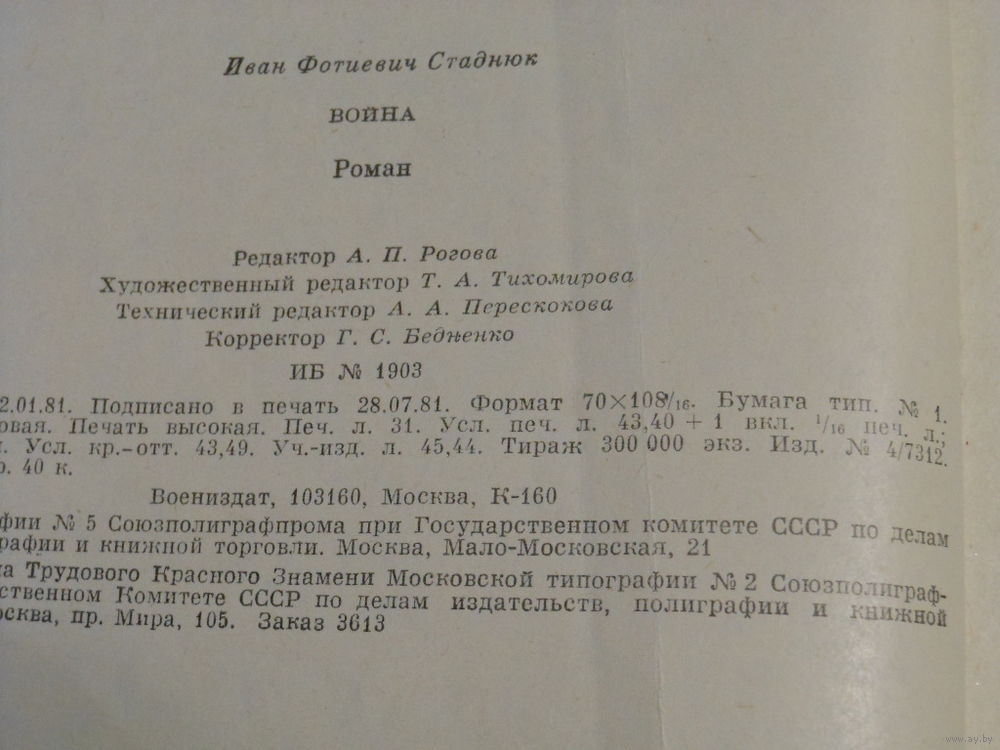 Иван Фотиевич Стаднюк
ВОЙНА
Роман
Редактор А. П. Рогова
Художественный редактор Т. А. Тихомирова
Технический редактор А. А. Перескокова
Корректор Г. С. Бедненко
ИБ № 1903
2.01.81. Подписано в печать 28.07.81. Формат 70×108/16. Бумага тип. № 1.
овая. Печать высокая. Печ. л. 31. Усл. печ. л. 43,40 + 1 вкл. 1/16 печ. л.,
л. Усл. кр.-отт. 43,49. Уч.-изд. л. 45,44. Тираж 300 000 экз. Изд. № 4/7312.
р. 40 к.
Воениздат, 103160, Москва, К-160
фии № 5 Союзполиграфпрома при Государственном комитете СССР по делам
рафии и книжной торговли. Москва, Мало-Московская, 21
на Трудового Красного Знамени Московской типографии № 2 Союзполиграф-
ственном Комитете СССР по делам издательств, полиграфии и книжной
осква, пр. Мира, 105. Заказ 3613
www.ay.by